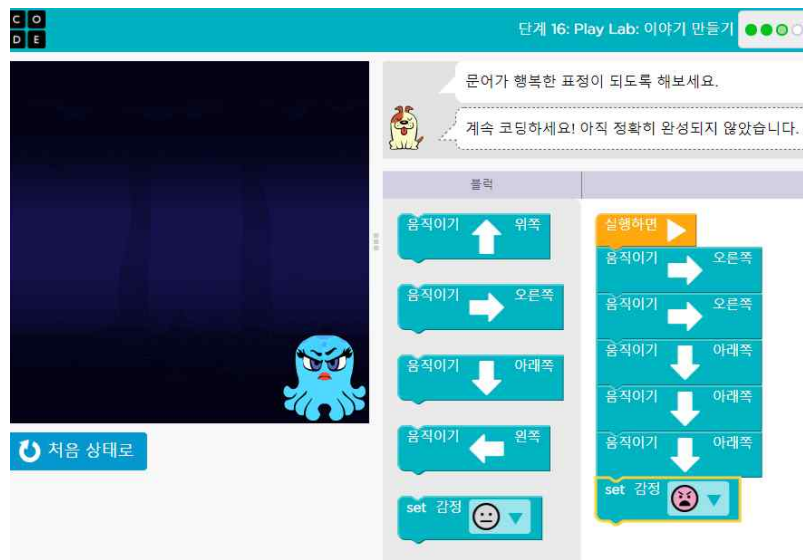 CODE
단계 16: Play Lab: 이야기 만들기
문어가 행복한 표정이 되도록 해보세요.
계속 코딩하세요! 아직 정확히 완성되지 않았습니다.
블럭
움직이기 위쪽
움직이기 오른쪽
움직이기 아래쪽
움직이기 왼쪽
set 감정
실행하면
움직이기 오른쪽
움직이기 오른쪽
움직이기 아래쪽
움직이기 아래쪽
움직이기 아래쪽
set 감정
처음 상태로